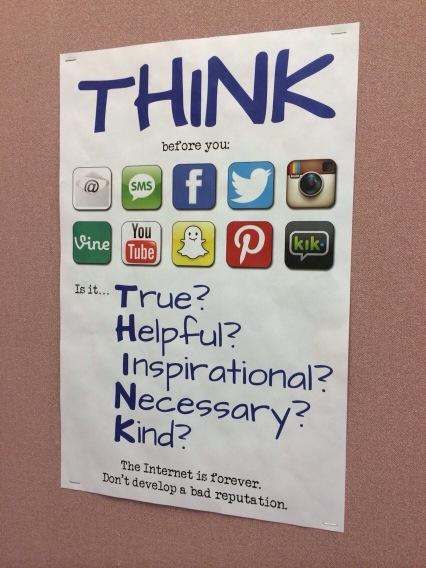 THINK
before you:
@ SMS f
Vine You Tube kik
Is it... True?
Helpful?
Inspirational?
Necessary?
Kind?
The Internet is forever.
Don't develop a bad reputation.